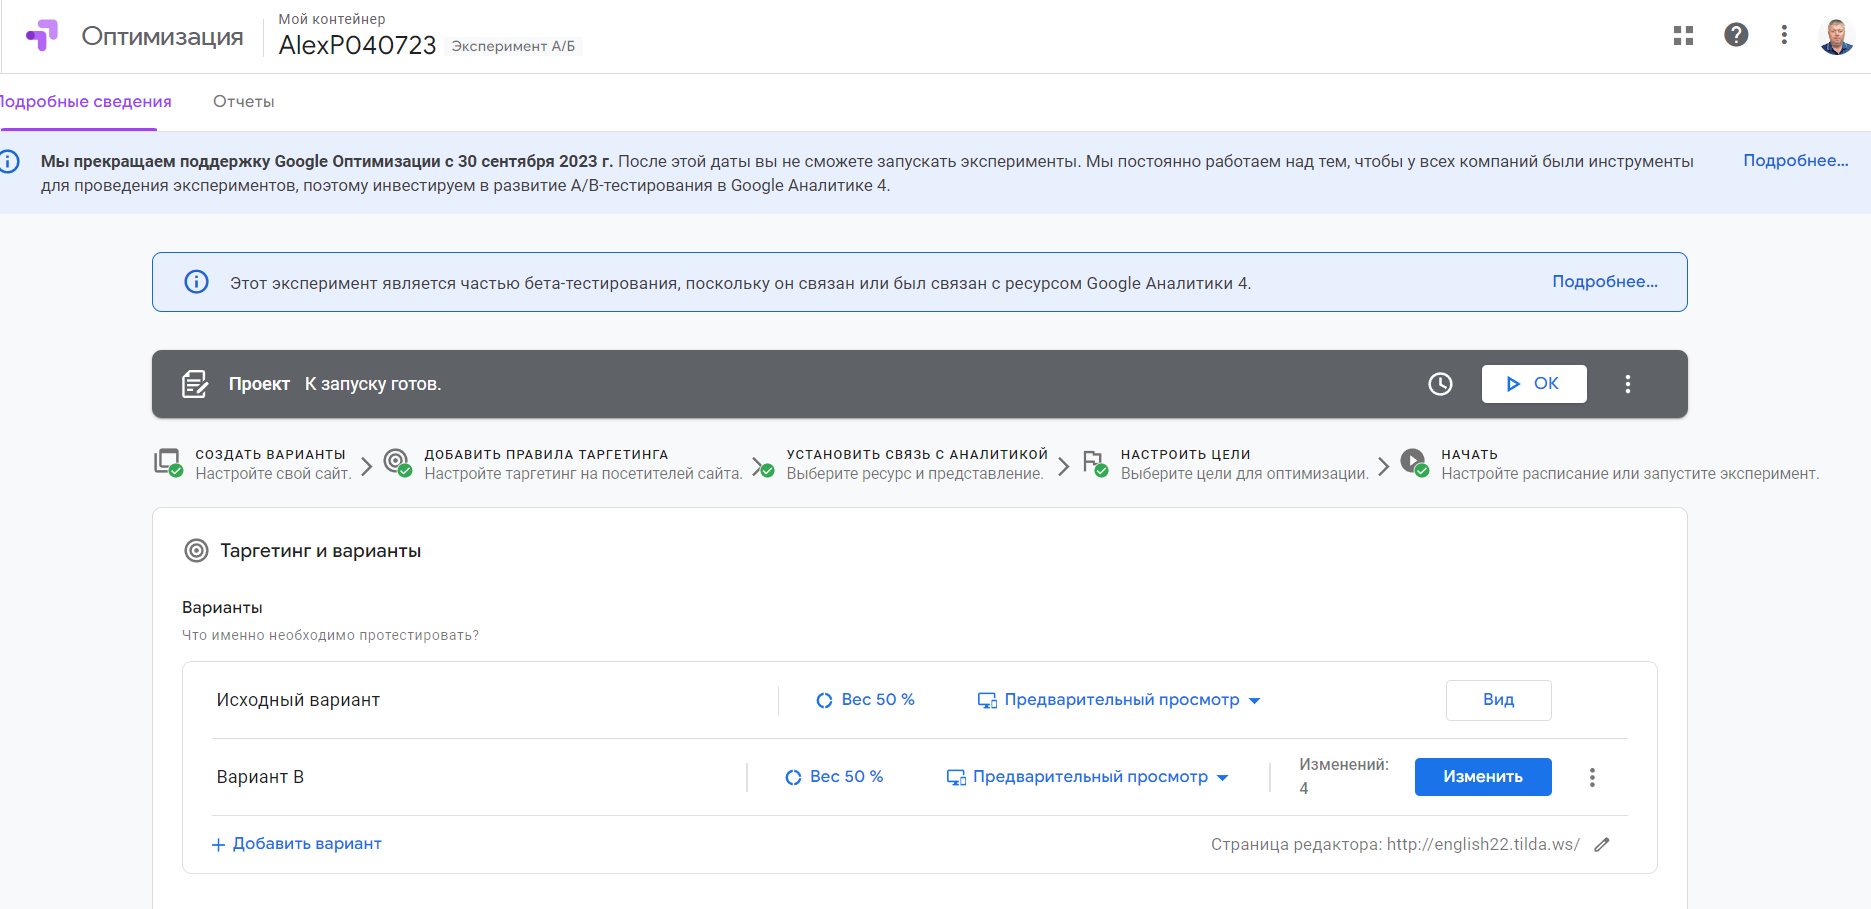 Оптимизация
Мой контейнер
AlexP040723 Эксперимент А/Б
Подробные сведения Отчеты
Мы прекращаем поддержку Google Оптимизации с 30 сентября 2023 г. После этой даты вы не сможете запускать эксперименты. Мы постоянно работаем над тем, чтобы у всех компаний были инструменты Подробнее...
для проведения экспериментов, поэтому инвестируем в развитие A/B-тестирования в Google Аналитике 4.
Этот эксперимент является частью бета-тестирования, поскольку он связан или был связан с ресурсом Google Аналитики 4. Подробнее...
Проект К запуску готов. ОК
СОЗДАТЬ ВАРИАНТЫ
Настройте свой сайт.
ДОБАВИТЬ ПРАВИЛА ТАРГЕТИНГА
Настройте таргетинг на посетителей сайта.
УСТАНОВИТЬ СВЯЗЬ С АНАЛИТИКОЙ
Выберите ресурс и представление.
НАСТРОИТЬ ЦЕЛИ
Выберите цели для оптимизации.
НАЧАТЬ
Настройте расписание или запустите эксперимент.
Таргетинг и варианты
Варианты
Что именно необходимо протестировать?
Исходный вариант Вес 50 % Предварительный просмотр Вид
Вариант B Вес 50 % Предварительный просмотр Изменений: 4 Изменить
+ Добавить вариант Страница редактора: http://english22.tilda.ws/